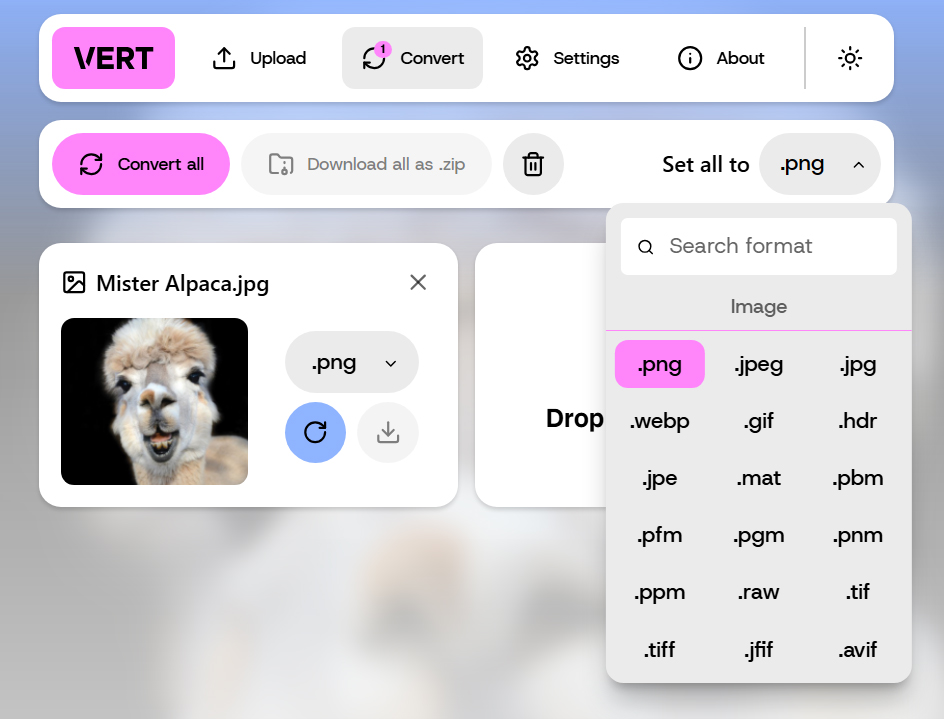 VERT
Upload
1
Convert
Settings
About
Convert all
Download all as .zip
Set all to
.png
Mister Alpaca.jpg
.png
Drop
Search format
Image
.png .jpeg .jpg
.webp .gif .hdr
.jpe .mat .pbm
.pfm .pgm .pnm
.ppm .raw .tif
.tiff .jfif .avif